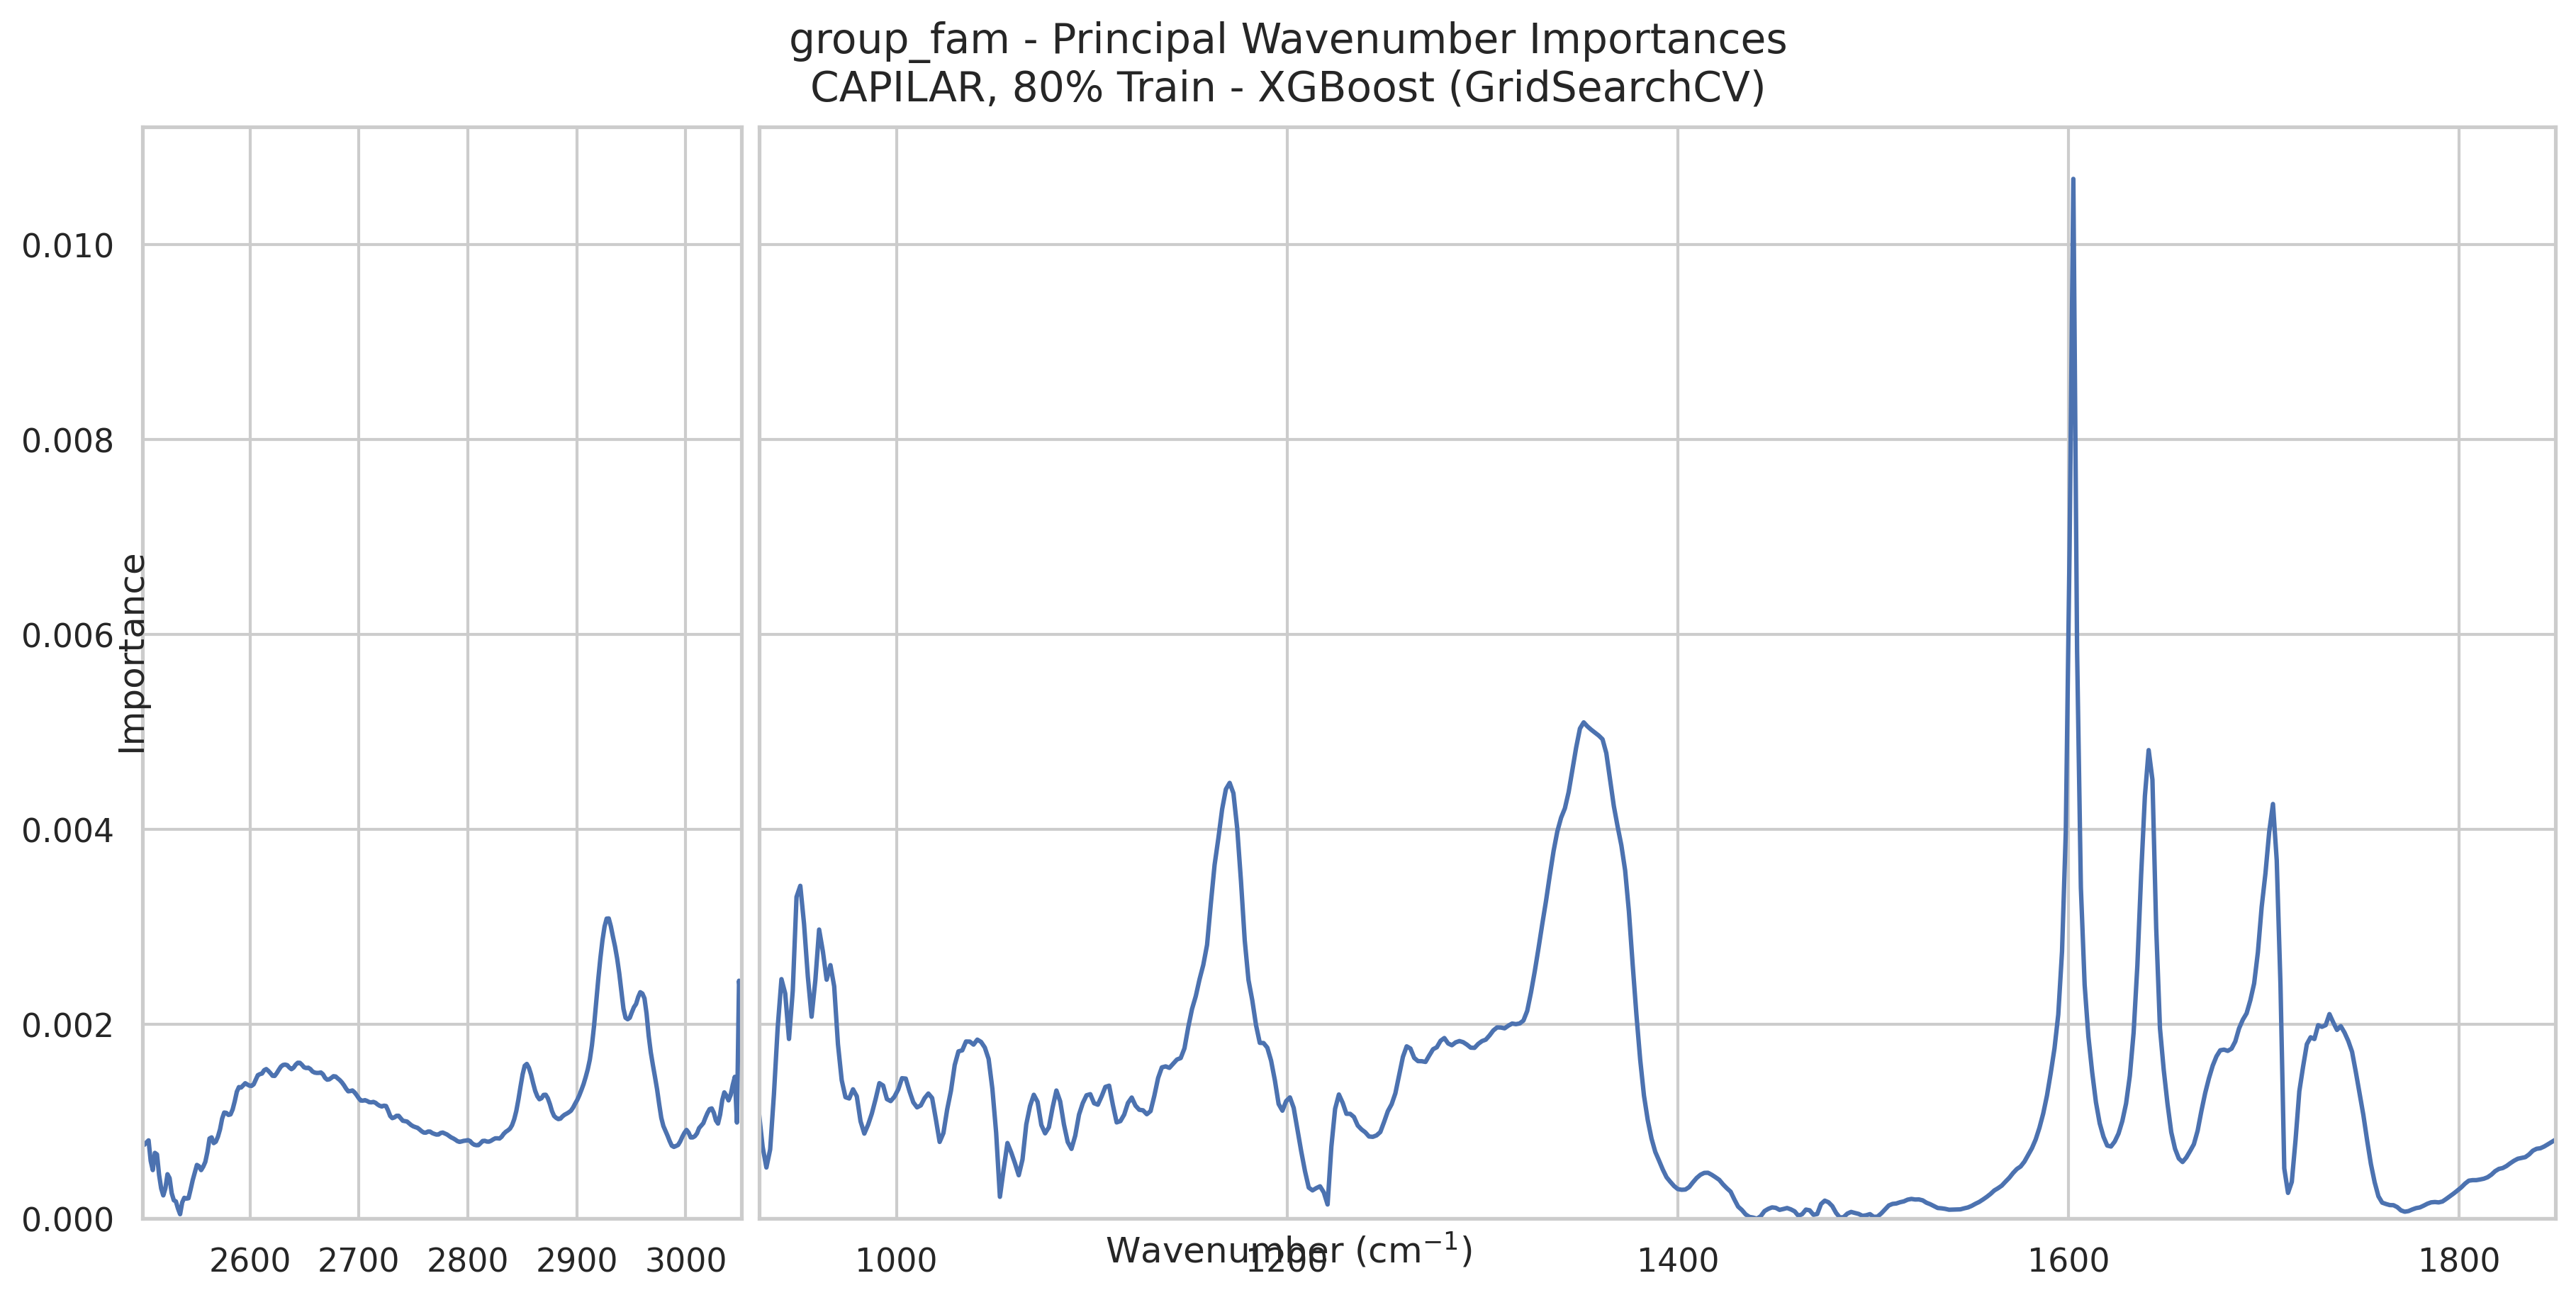 group_fam - Principal Wavenumber Importances
CAPILAR, 80% Train - XGBoost (GridSearchCV)
Importance
0.010
0.008
0.006
0.004
0.002
0.000
2600 2700 2800 2900 3000 1000 1200 1400 1600 1800
Wavenumber (cm⁻¹)